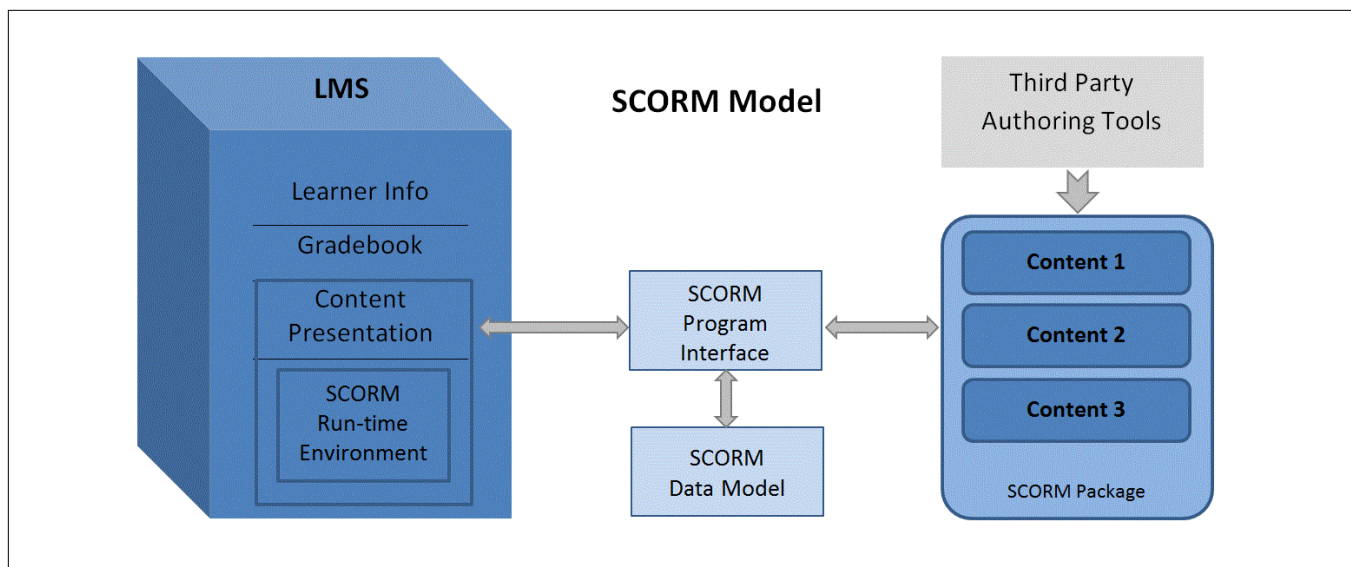 LMS
Learner Info
Gradebook
Content
Presentation
SCORM
Run-time
Environment
SCORM Model
SCORM
Program
Interface
SCORM
Data Model
Third Party
Authoring Tools
Content 1
Content 2
Content 3
SCORM Package